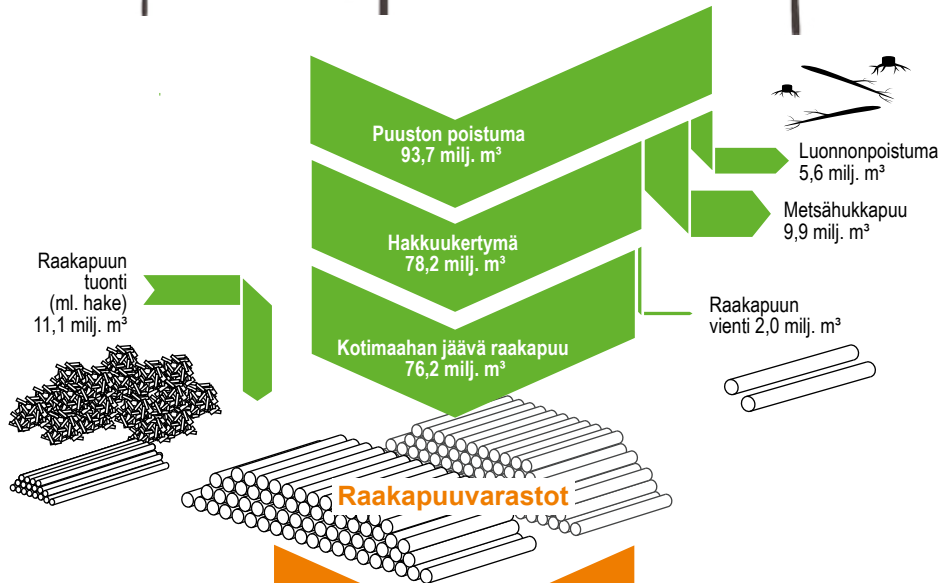 Puuston poistuma
93,7 milj. m³
Luonnonpoistuma
5,6 milj. m³
Metsähukkapuu
9,9 milj. m³
Hakkuukertymä
78,2 milj. m³
Raakapuun
tuonti
(ml. hake)
11,1 milj. m³
Raakapuun
vienti 2,0 milj. m³
Kotimaahan jäävä raakapuu
76,2 milj. m³
Raakapuuvarastot